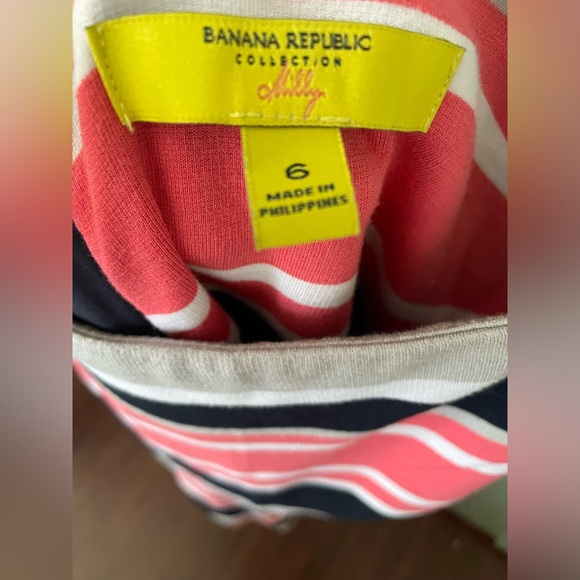 BANANA REPUBLIC
COLLECTION
Milly
6
MADE IN
PHILIPPINES